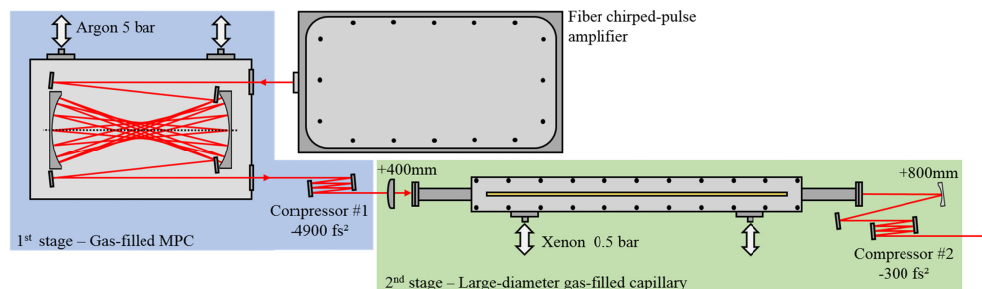 Fiber chirped-pulse
amplifier
Argon 5 bar
+400mm
+800mm
Compressor #1
-4900 fs²
1st stage – Gas-filled MPC
Xenon 0.5 bar
Compressor #2
-300 fs²
2nd stage – Large-diameter gas-filled capillary